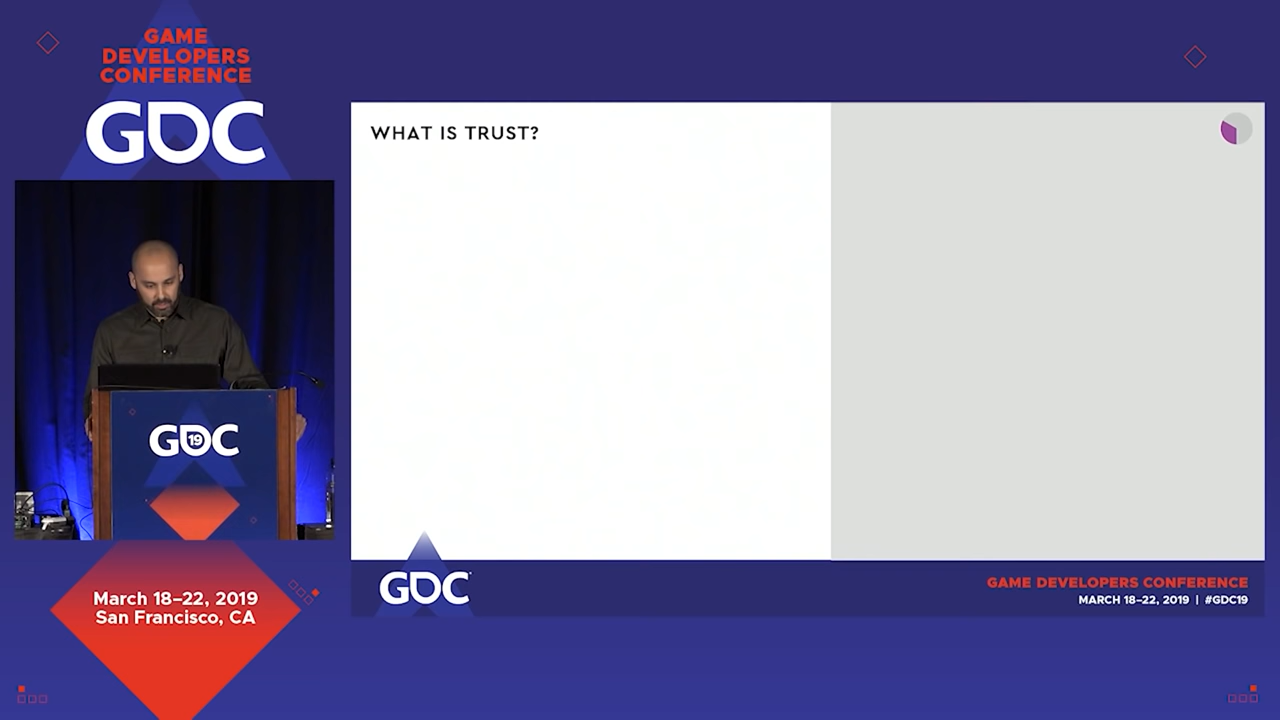 GAME
DEVELOPERS
CONFERENCE
GDC
WHAT IS TRUST?
GDC
19
March 18–22, 2019
San Francisco, CA
GDC
GAME DEVELOPERS CONFERENCE
MARCH 18–22, 2019 | #GDC19